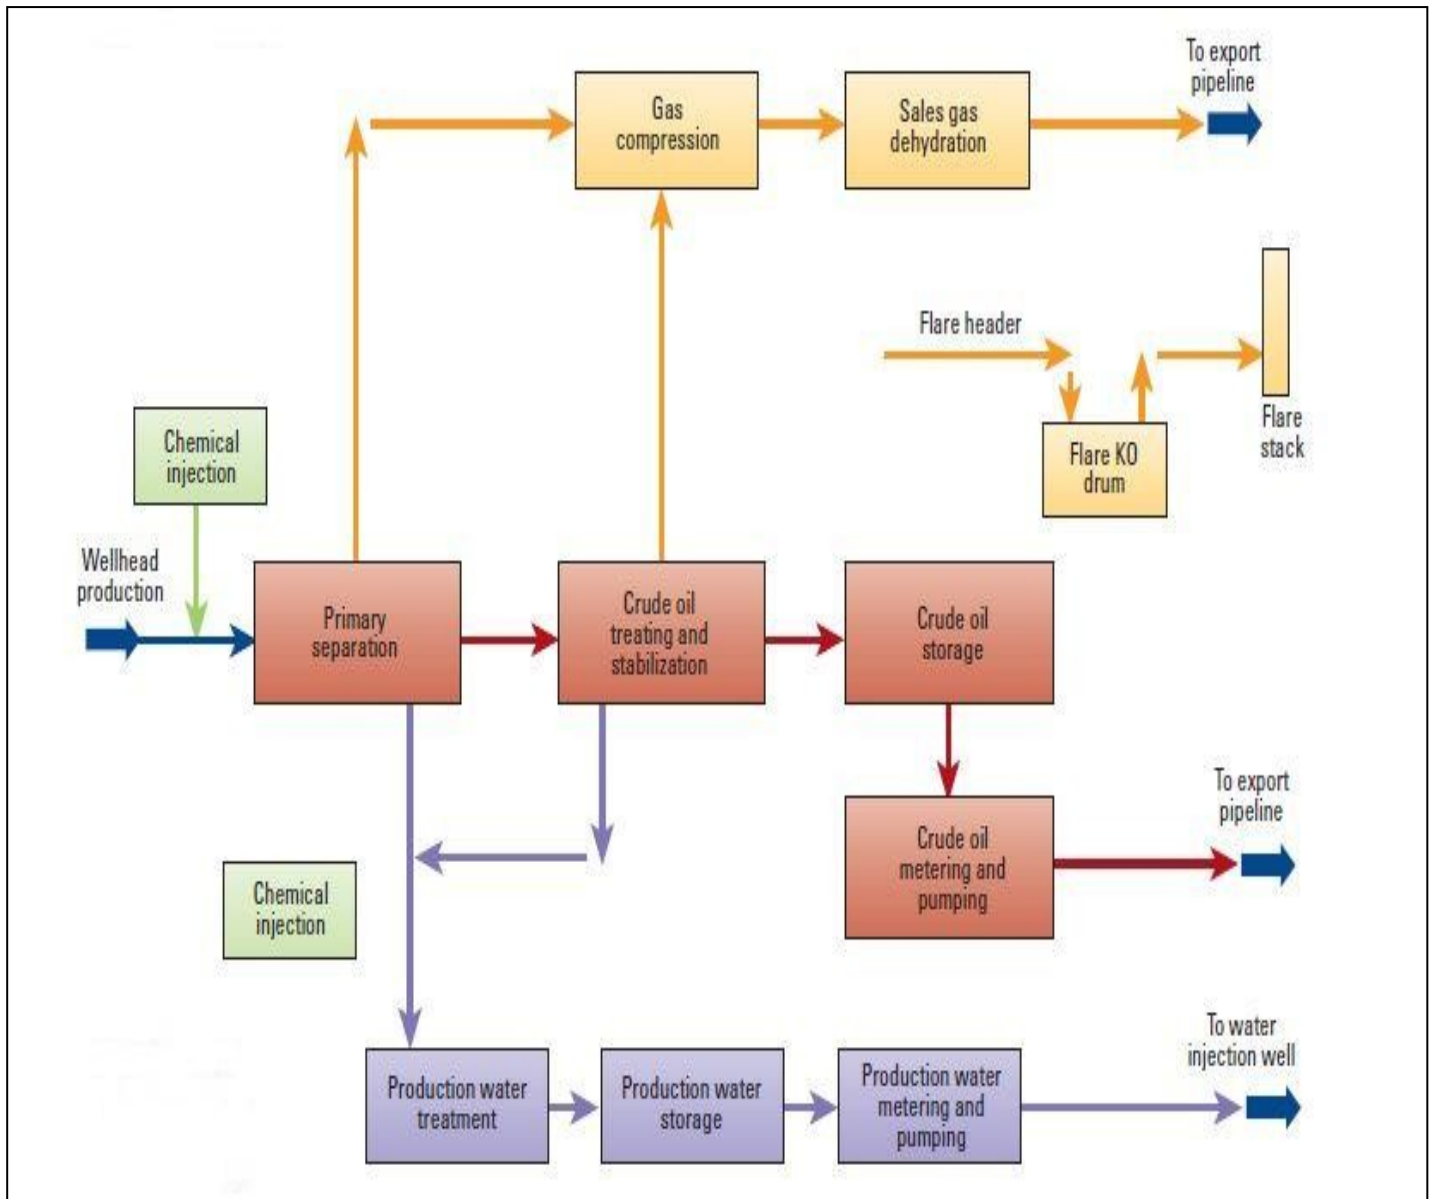 To export
pipeline
Gas
compression
Sales gas
dehydration
Flare header
Flare
stack
Flare KO
drum
Chemical
injection
Wellhead
production
Primary
separation
Crude oil
treating and
stabilization
Crude oil
storage
To export
pipeline
Crude oil
metering and
pumping
Chemical
injection
To water
injection well
Production water
treatment
Production water
storage
Production water
metering and
pumping